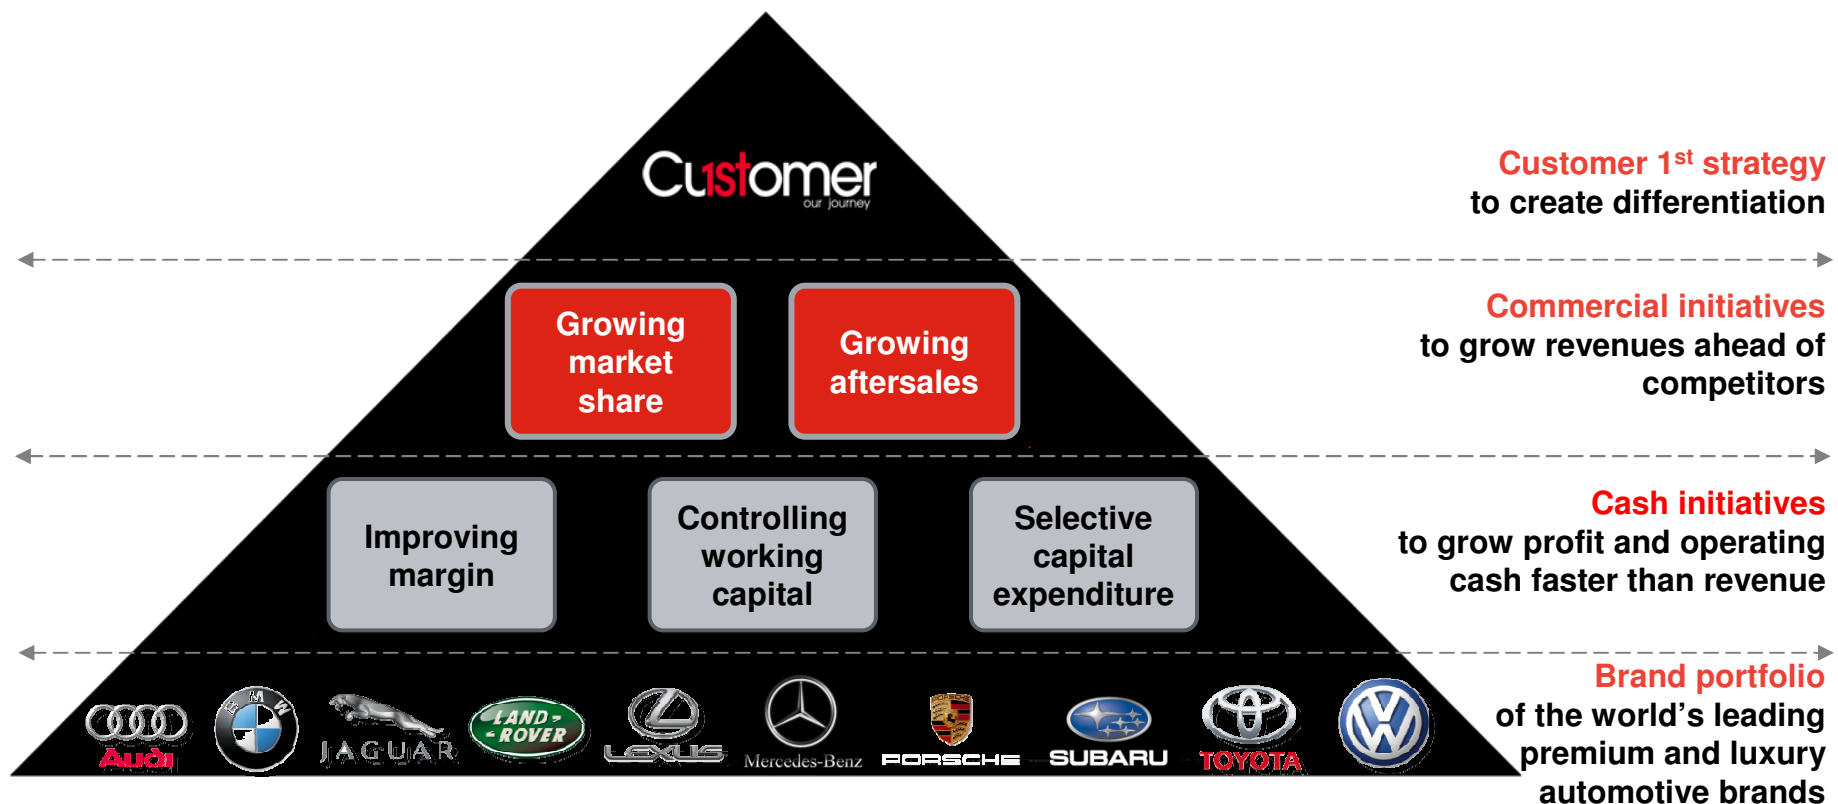 Cu1stomer
our journey
Customer 1st strategy
to create differentiation
Growing
market
share
Growing
aftersales
Commercial initiatives
to grow revenues ahead of
competitors
Improving
margin
Controlling
working
capital
Selective
capital
expenditure
Cash initiatives
to grow profit and operating
cash faster than revenue
Audi
BMW
JAGUAR
LAND-
-ROVER
LEXUS
Mercedes-Benz
PORSCHE
SUBARU
TOYOTA
Brand portfolio
of the world's leading
premium and luxury
automotive brands